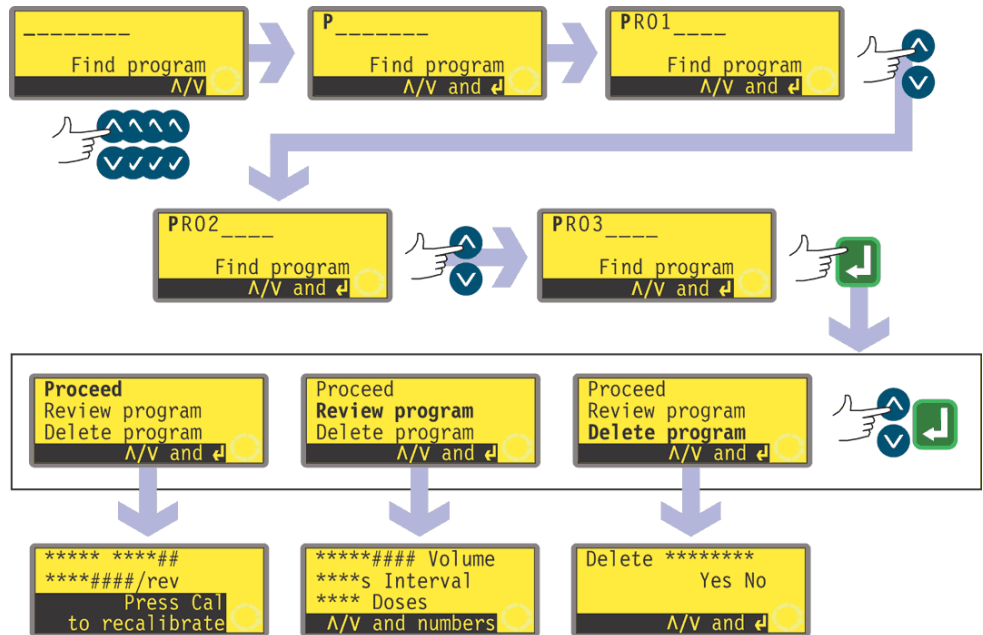 _________
Find program
Λ/V
P_______
Find program
Λ/V and ↲
PRO1____
Find program
Λ/V and ↲
PRO2____
Find program
Λ/V and ↲
PRO3____
Find program
Λ/V and ↲
Proceed
Review program
Delete program
Λ/V and ↲
Proceed
Review program
Delete program
Λ/V and ↲
Proceed
Review program
Delete program
Λ/V and ↲
***** ****##
****####/rev
Press Cal
to recalibrate
*****#### Volume
****s Interval
**** Doses
Λ/V and numbers
Delete ********
Yes No
Λ/V and ↲